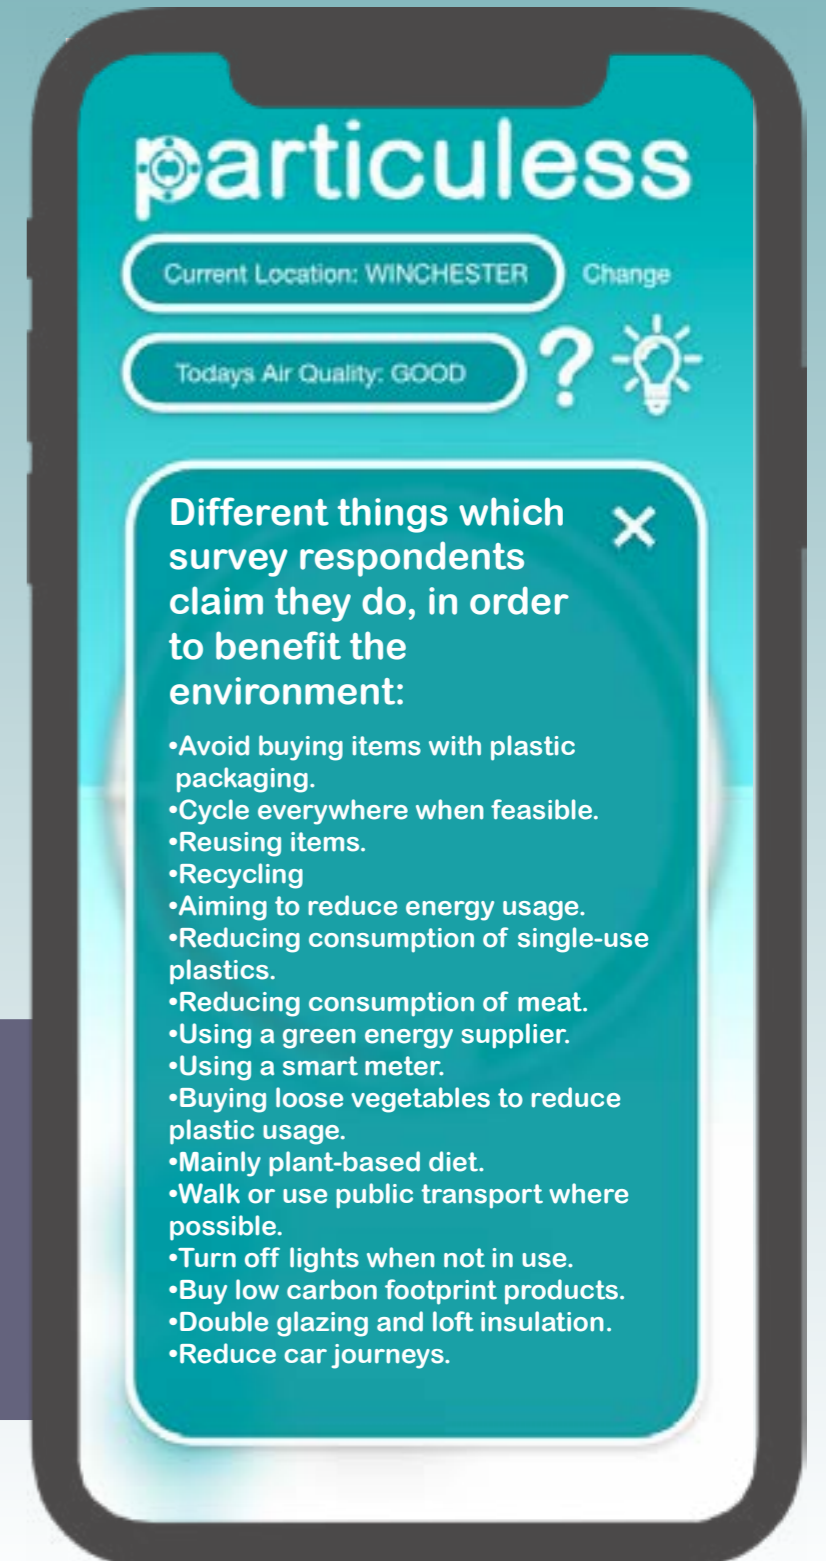 particuless
Current Location: WINCHESTER
Change
Todays Air Quality: GOOD
?
Different things which
survey respondents
claim they do, in order
to benefit the
environment:
•Avoid buying items with plastic
packaging.
•Cycle everywhere when feasible.
•Reusing items.
•Recycling
•Aiming to reduce energy usage.
•Reducing consumption of single-use
plastics.
•Reducing consumption of meat.
•Using a green energy supplier.
•Using a smart meter.
•Buying loose vegetables to reduce
plastic usage.
•Mainly plant-based diet.
•Walk or use public transport where
possible.
•Turn off lights when not in use.
•Buy low carbon footprint products.
•Double glazing and loft insulation.
•Reduce car journeys.